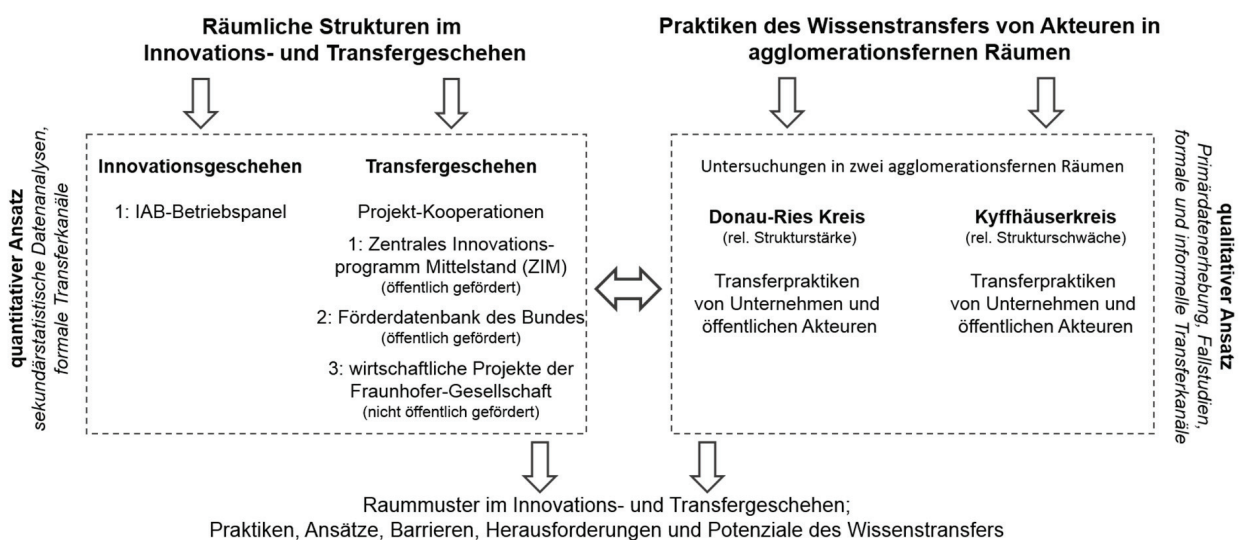 Räumliche Strukturen im
Innovations- und Transfergeschehen
Praktiken des Wissenstransfers von Akteuren in
agglomerationsfernen Räumen
quantitativer Ansatz
sekundärstatistische Datenanalysen,
formale Transferkanäle
Innovationsgeschehen
1: IAB-Betriebspanel
Transfergeschehen
Projekt-Kooperationen
1: Zentrales Innovations-
programm Mittelstand (ZIM)
(öffentlich gefördert)
2: Förderdatenbank des Bundes
(öffentlich gefördert)
3: wirtschaftliche Projekte der
Fraunhofer-Gesellschaft
(nicht öffentlich gefördert)
Untersuchungen in zwei agglomerationsfernen Räumen
Donau-Ries Kreis
(rel. Strukturstärke)
Transferpraktiken
von Unternehmen und
öffentlichen Akteuren
Kyffhäuserkreis
(rel. Strukturschwäche)
Transferpraktiken
von Unternehmen und
öffentlichen Akteuren
qualitativer Ansatz
Primärdatenerhebung, Fallstudien,
formale und informelle Transferkanäle
Raummuster im Innovations- und Transfergeschehen;
Praktiken, Ansätze, Barrieren, Herausforderungen und Potenziale des Wissenstransfers